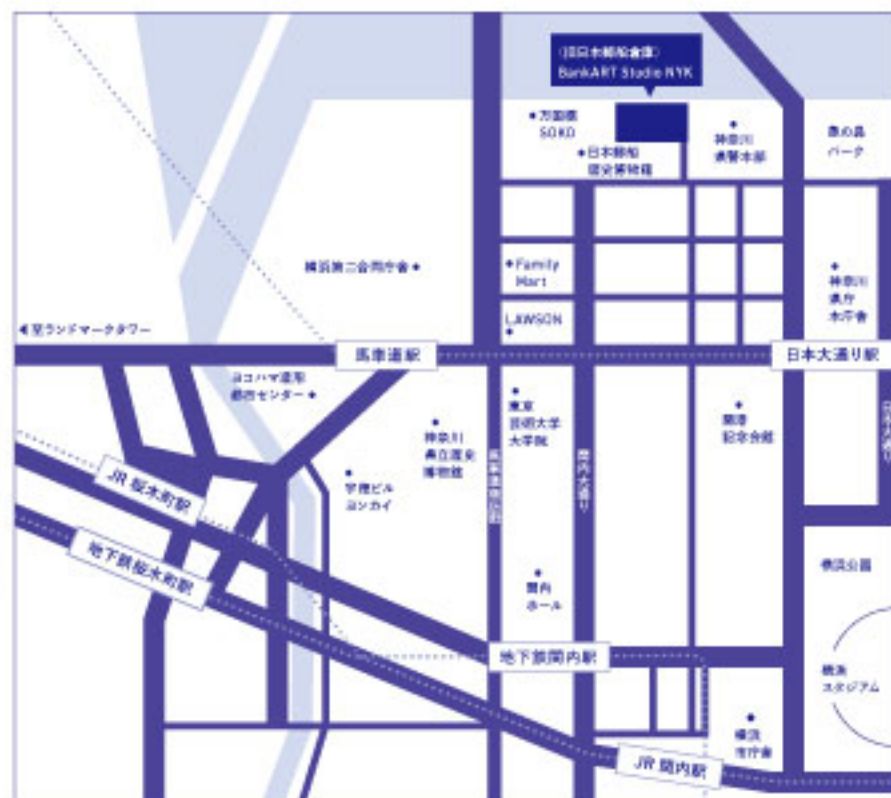 (旧日本郵船倉庫)
BankART Studio NYK
万国橋
SOKO
日本郵船
歴史博物館
神奈川
県警本部
象の鼻
パーク
横浜第二合同庁舎
Family
Mart
神奈川
県庁
本庁舎
LAWSON
至ランドマークタワー
馬車道駅
日本大通り駅
ヨコハマ創造
都市センター
東京
芸術大学
大学院
開港
記念会館
日本大通り
神奈川
県立歴史
博物館
関内大通り
宇徳ビル
ヨンカイ
JR 桜木町駅
地下鉄桜木町駅
関内
ホール
横浜公園
地下鉄関内駅
横浜
スタジアム
横浜
市庁舎
JR 関内駅